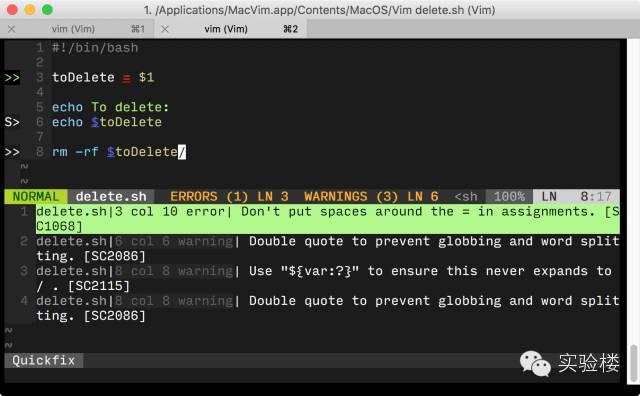 1. /Applications/MacVim.app/Contents/MacOS/Vim delete.sh (Vim)
vim (Vim) ⌘1 vim (Vim) ⌘2
1 #!/bin/bash
2
>> 3 toDelete = $1
4
5 echo To delete:
S> 6 echo $toDelete
7
>> 8 rm -rf $toDelete/
~
~
NORMAL delete.sh ERRORS (1) LN 3 WARNINGS (3) LN 6 <sh 100% LN 8:17
1 delete.sh|3 col 10 error| Don't put spaces around the = in assignments. [S
C1068]
2 delete.sh|6 col 6 warning| Double quote to prevent globbing and word split
ting. [SC2086]
3 delete.sh|8 col 8 warning| Use "${var:?}" to ensure this never expands to
/ . [SC2115]
4 delete.sh|8 col 8 warning| Double quote to prevent globbing and word split
ting. [SC2086]
~
~
Quickfix
实验楼